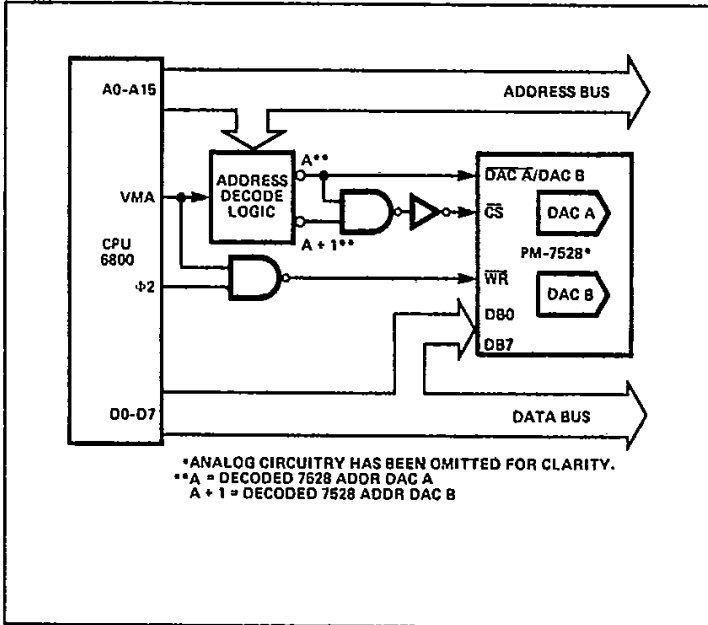 A0-A15
ADDRESS BUS
A**
ADDRESS
DECODE
LOGIC
DAC A/DAC B
VMA
CS
DAC A
A + 1**
CPU
6800
PM-7528*
Φ2
WR
DAC B
DB0
DB7
D0-D7
DATA BUS
*ANALOG CIRCUITRY HAS BEEN OMITTED FOR CLARITY.
**A = DECODED 7528 ADDR DAC A
A + 1 = DECODED 7528 ADDR DAC B